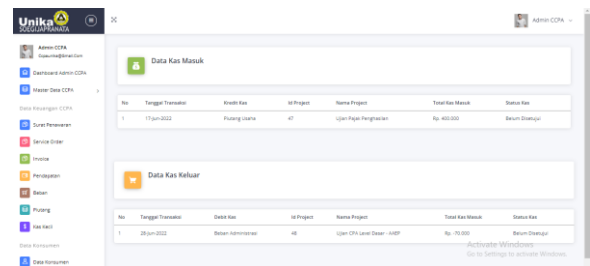 Unika
SOEGIJAPRANATA
Admin CCPA
Admin CCPA
Ccpaunika@Gmail.Com
Dashboard Admin CCPA
Master Data CCPA
Data Keuangan CCPA
Surat Penawaran
Service Order
Invoice
Pendapatan
Beban
Piutang
Kas Kecil
Data Konsumen
Data Konsumen
Data Kas Masuk
No Tanggal Transaksi Kredit Kas Id Project Nama Project Total Kas Masuk Status Kas
1 17-Jun-2022 Piutang Usaha 47 Ujian Pajak Penghasilan Rp. 400.000 Belum Disetujui
Data Kas Keluar
No Tanggal Transaksi Debit Kas Id Project Nama Project Total Kas Masuk Status Kas
1 28-Jun-2022 Beban Administrasi 48 Ujian CPA Level Dasar - AAEP Rp. -70.000 Belum Disetujui
Activate Windows
Go to Settings to activate Windows.